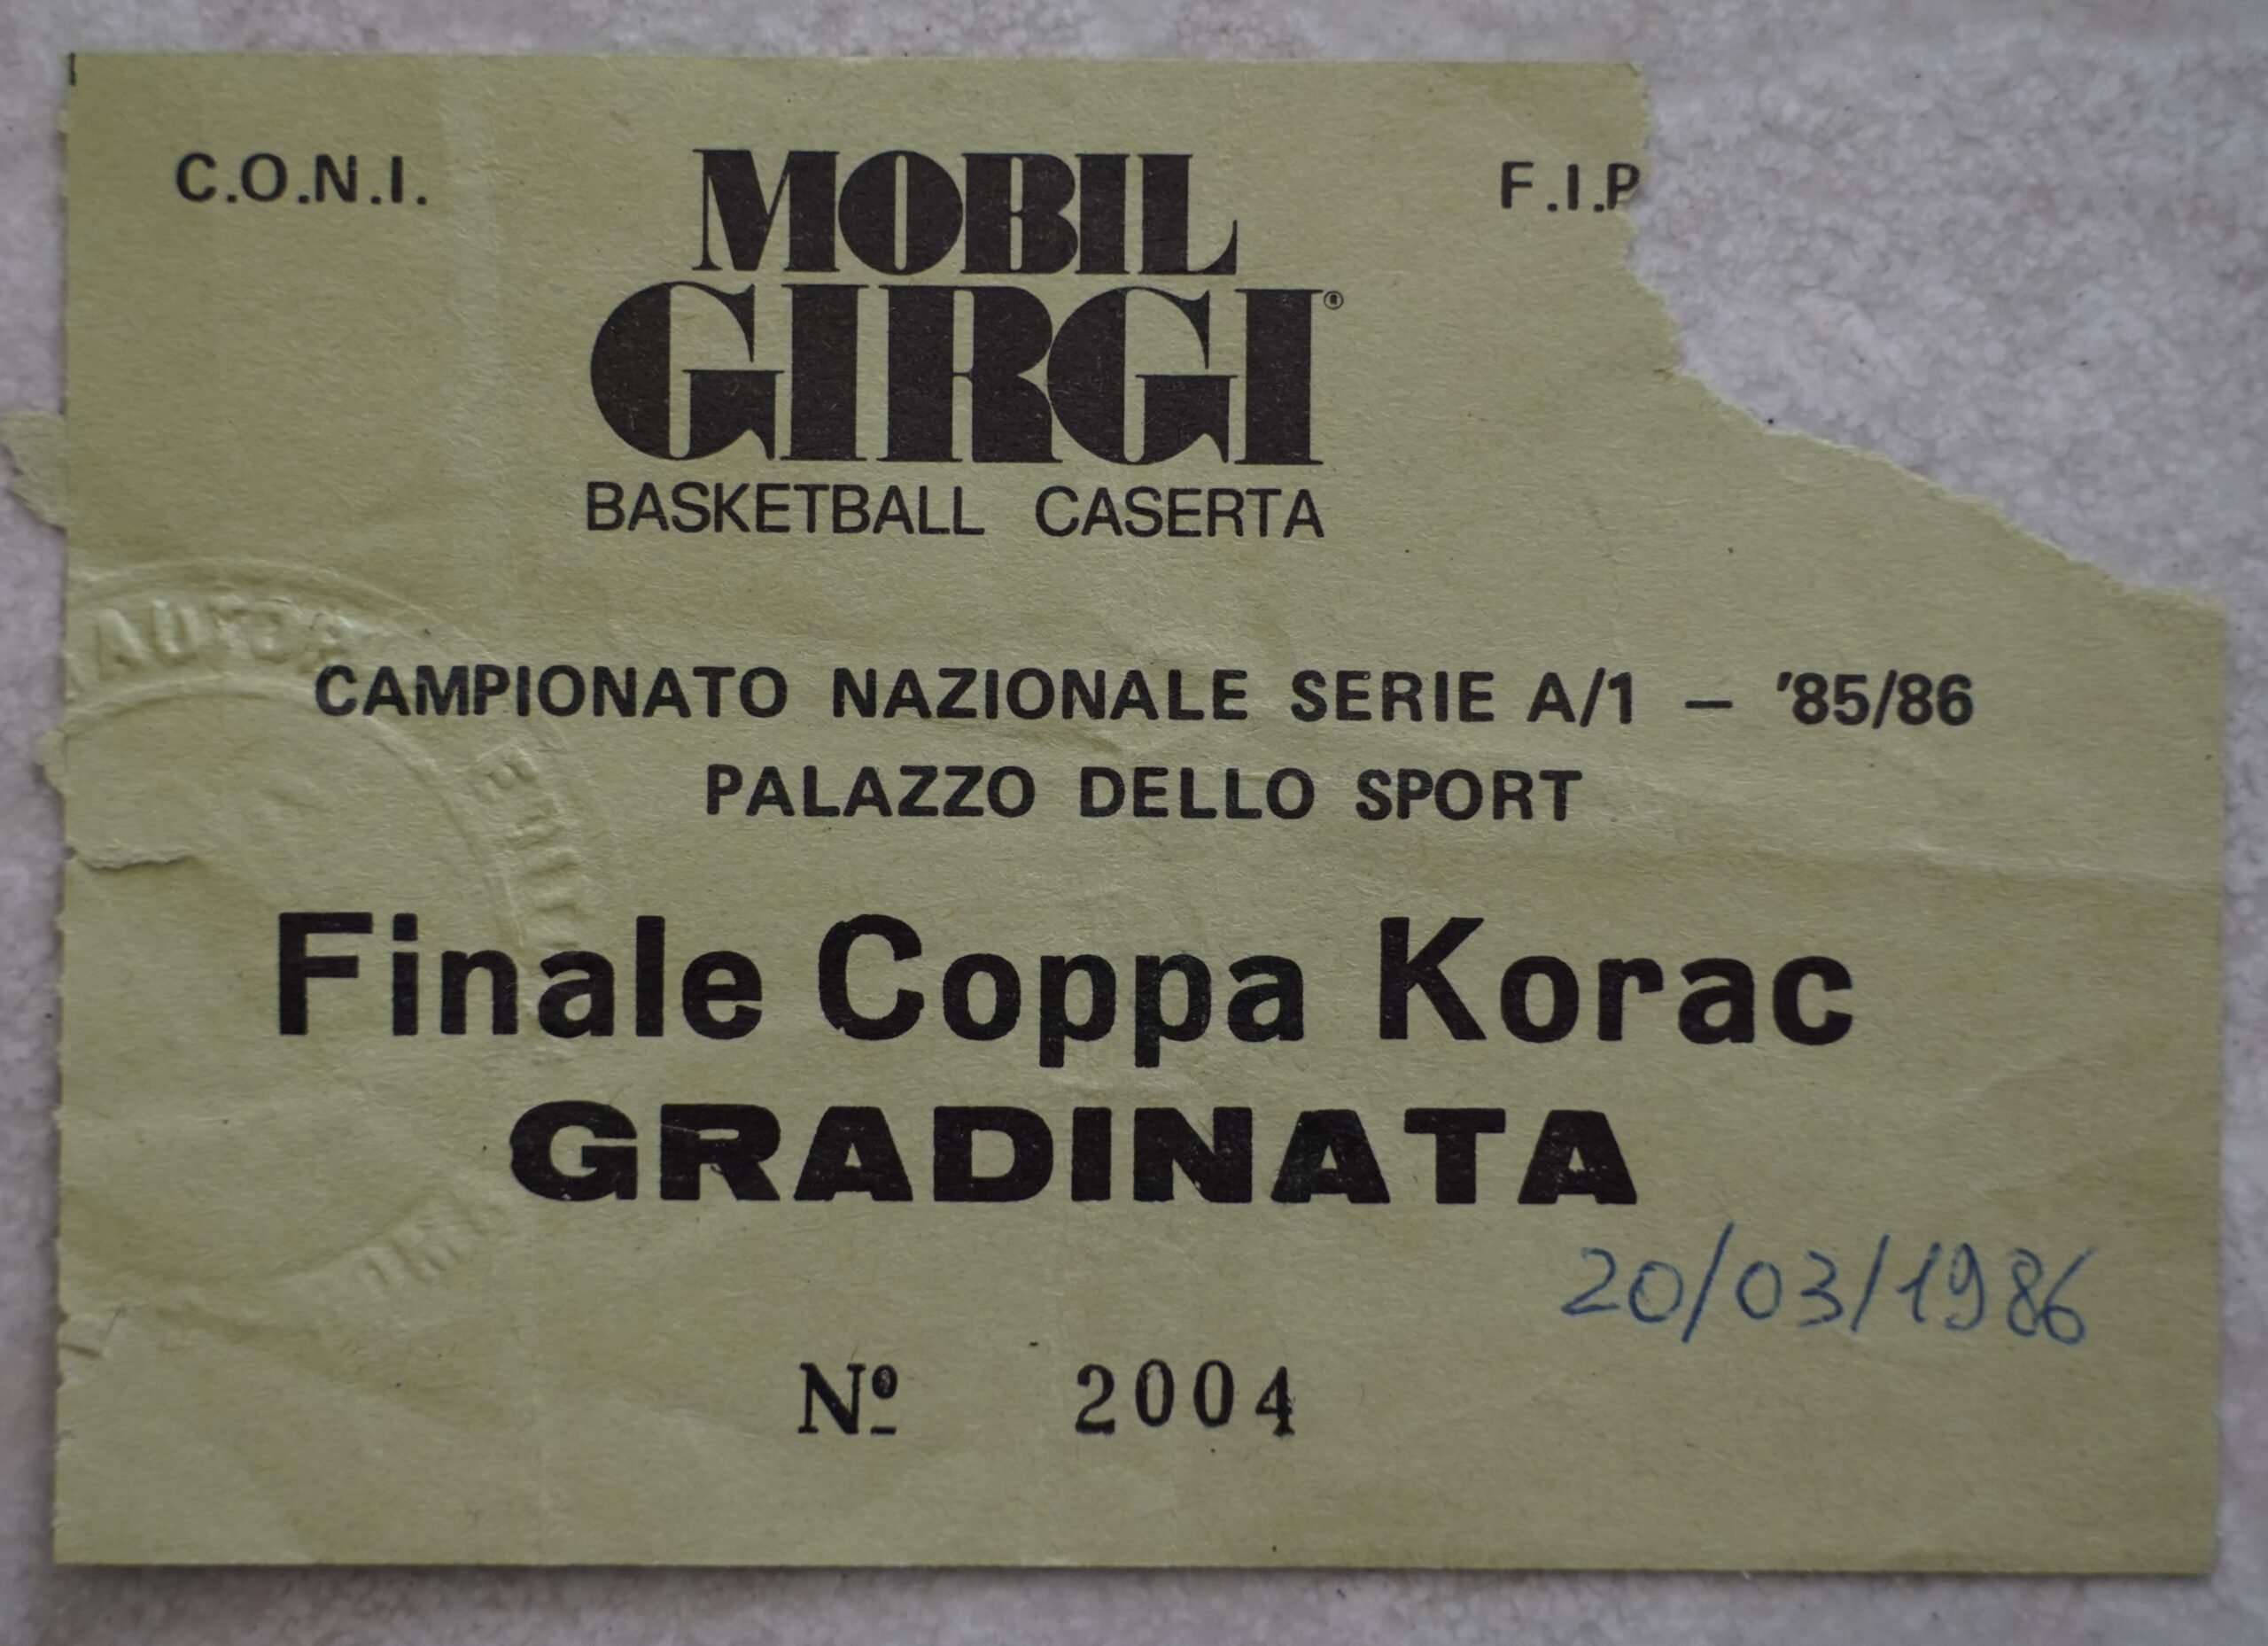 C.O.N.I.
F.I.P
MOBIL
GIRGI®
BASKETBALL CASERTA
CAMPIONATO NAZIONALE SERIE A/1 — '85/86
PALAZZO DELLO SPORT
Finale Coppa Korac
GRADINATA
20/03/1986
Nº 2004